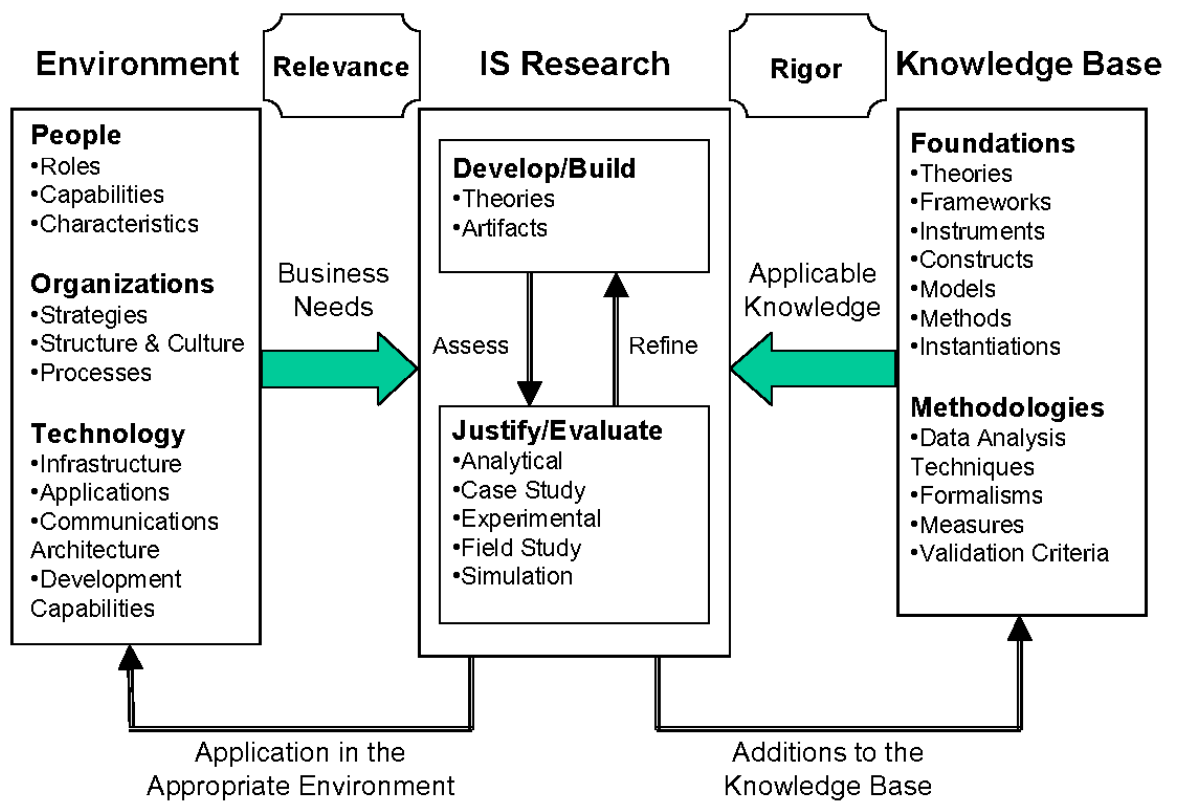 Environment
Relevance
IS Research
Rigor
Knowledge Base
People
•Roles
•Capabilities
•Characteristics
Organizations
•Strategies
•Structure & Culture
•Processes
Technology
•Infrastructure
•Applications
•Communications
Architecture
•Development
Capabilities
Business
Needs
Develop/Build
•Theories
•Artifacts
Assess
Refine
Justify/Evaluate
•Analytical
•Case Study
•Experimental
•Field Study
•Simulation
Applicable
Knowledge
Foundations
•Theories
•Frameworks
•Instruments
•Constructs
•Models
•Methods
•Instantiations
Methodologies
•Data Analysis
Techniques
•Formalisms
•Measures
•Validation Criteria
Application in the
Appropriate Environment
Additions to the
Knowledge Base